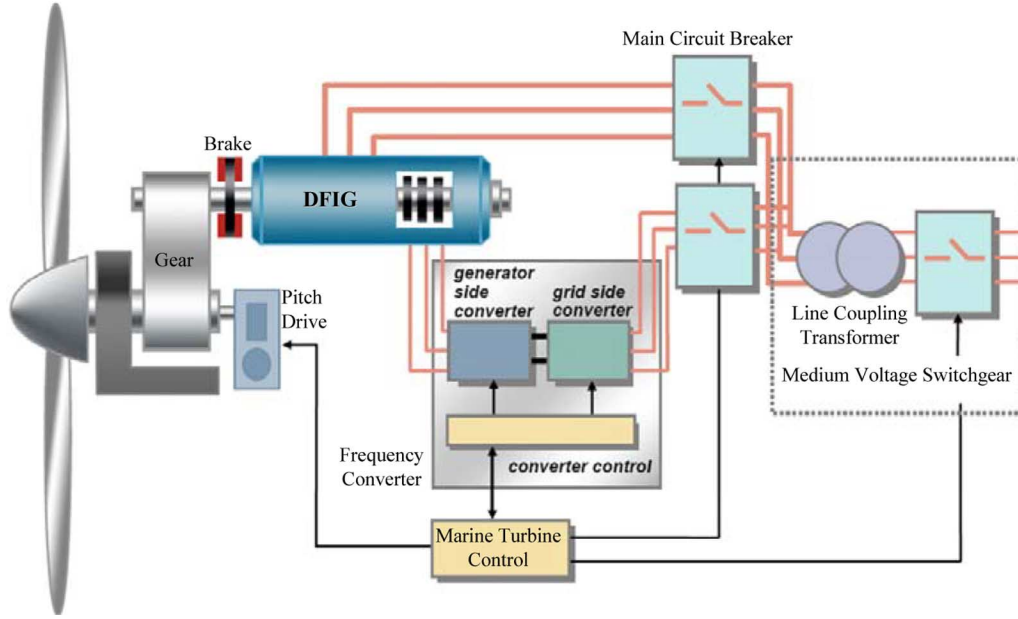 Main Circuit Breaker
Brake
DFIG
Gear
Pitch
Drive
generator
side
converter
grid side
converter
Line Coupling
Transformer
Medium Voltage Switchgear
Frequency
Converter
converter control
Marine Turbine
Control